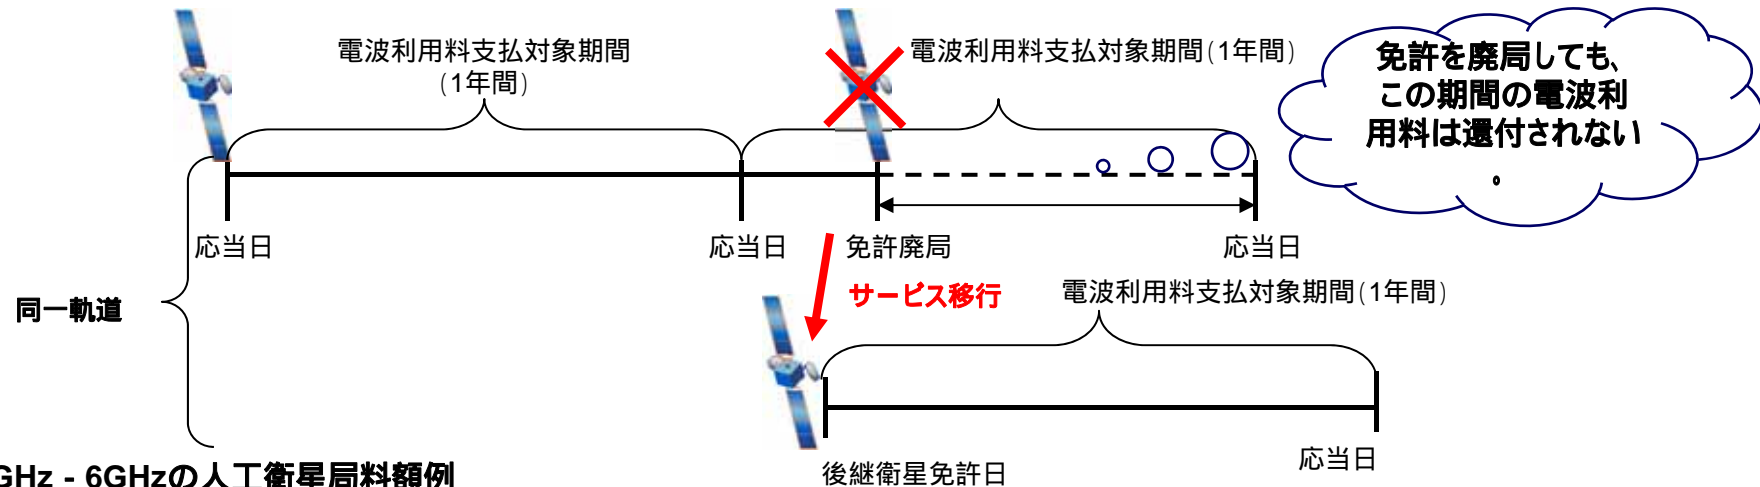 電波利用料支払対象期間
(1年間)
電波利用料支払対象期間(1年間)
免許を廃局しても、
この期間の電波利
用料は還付されない
。
応当日
応当日
免許廃局
応当日
サービス移行
電波利用料支払対象期間(1年間)
同一軌道
応当日
後継衛星免許日
GHz - 6GHzの人工衛星局料額例